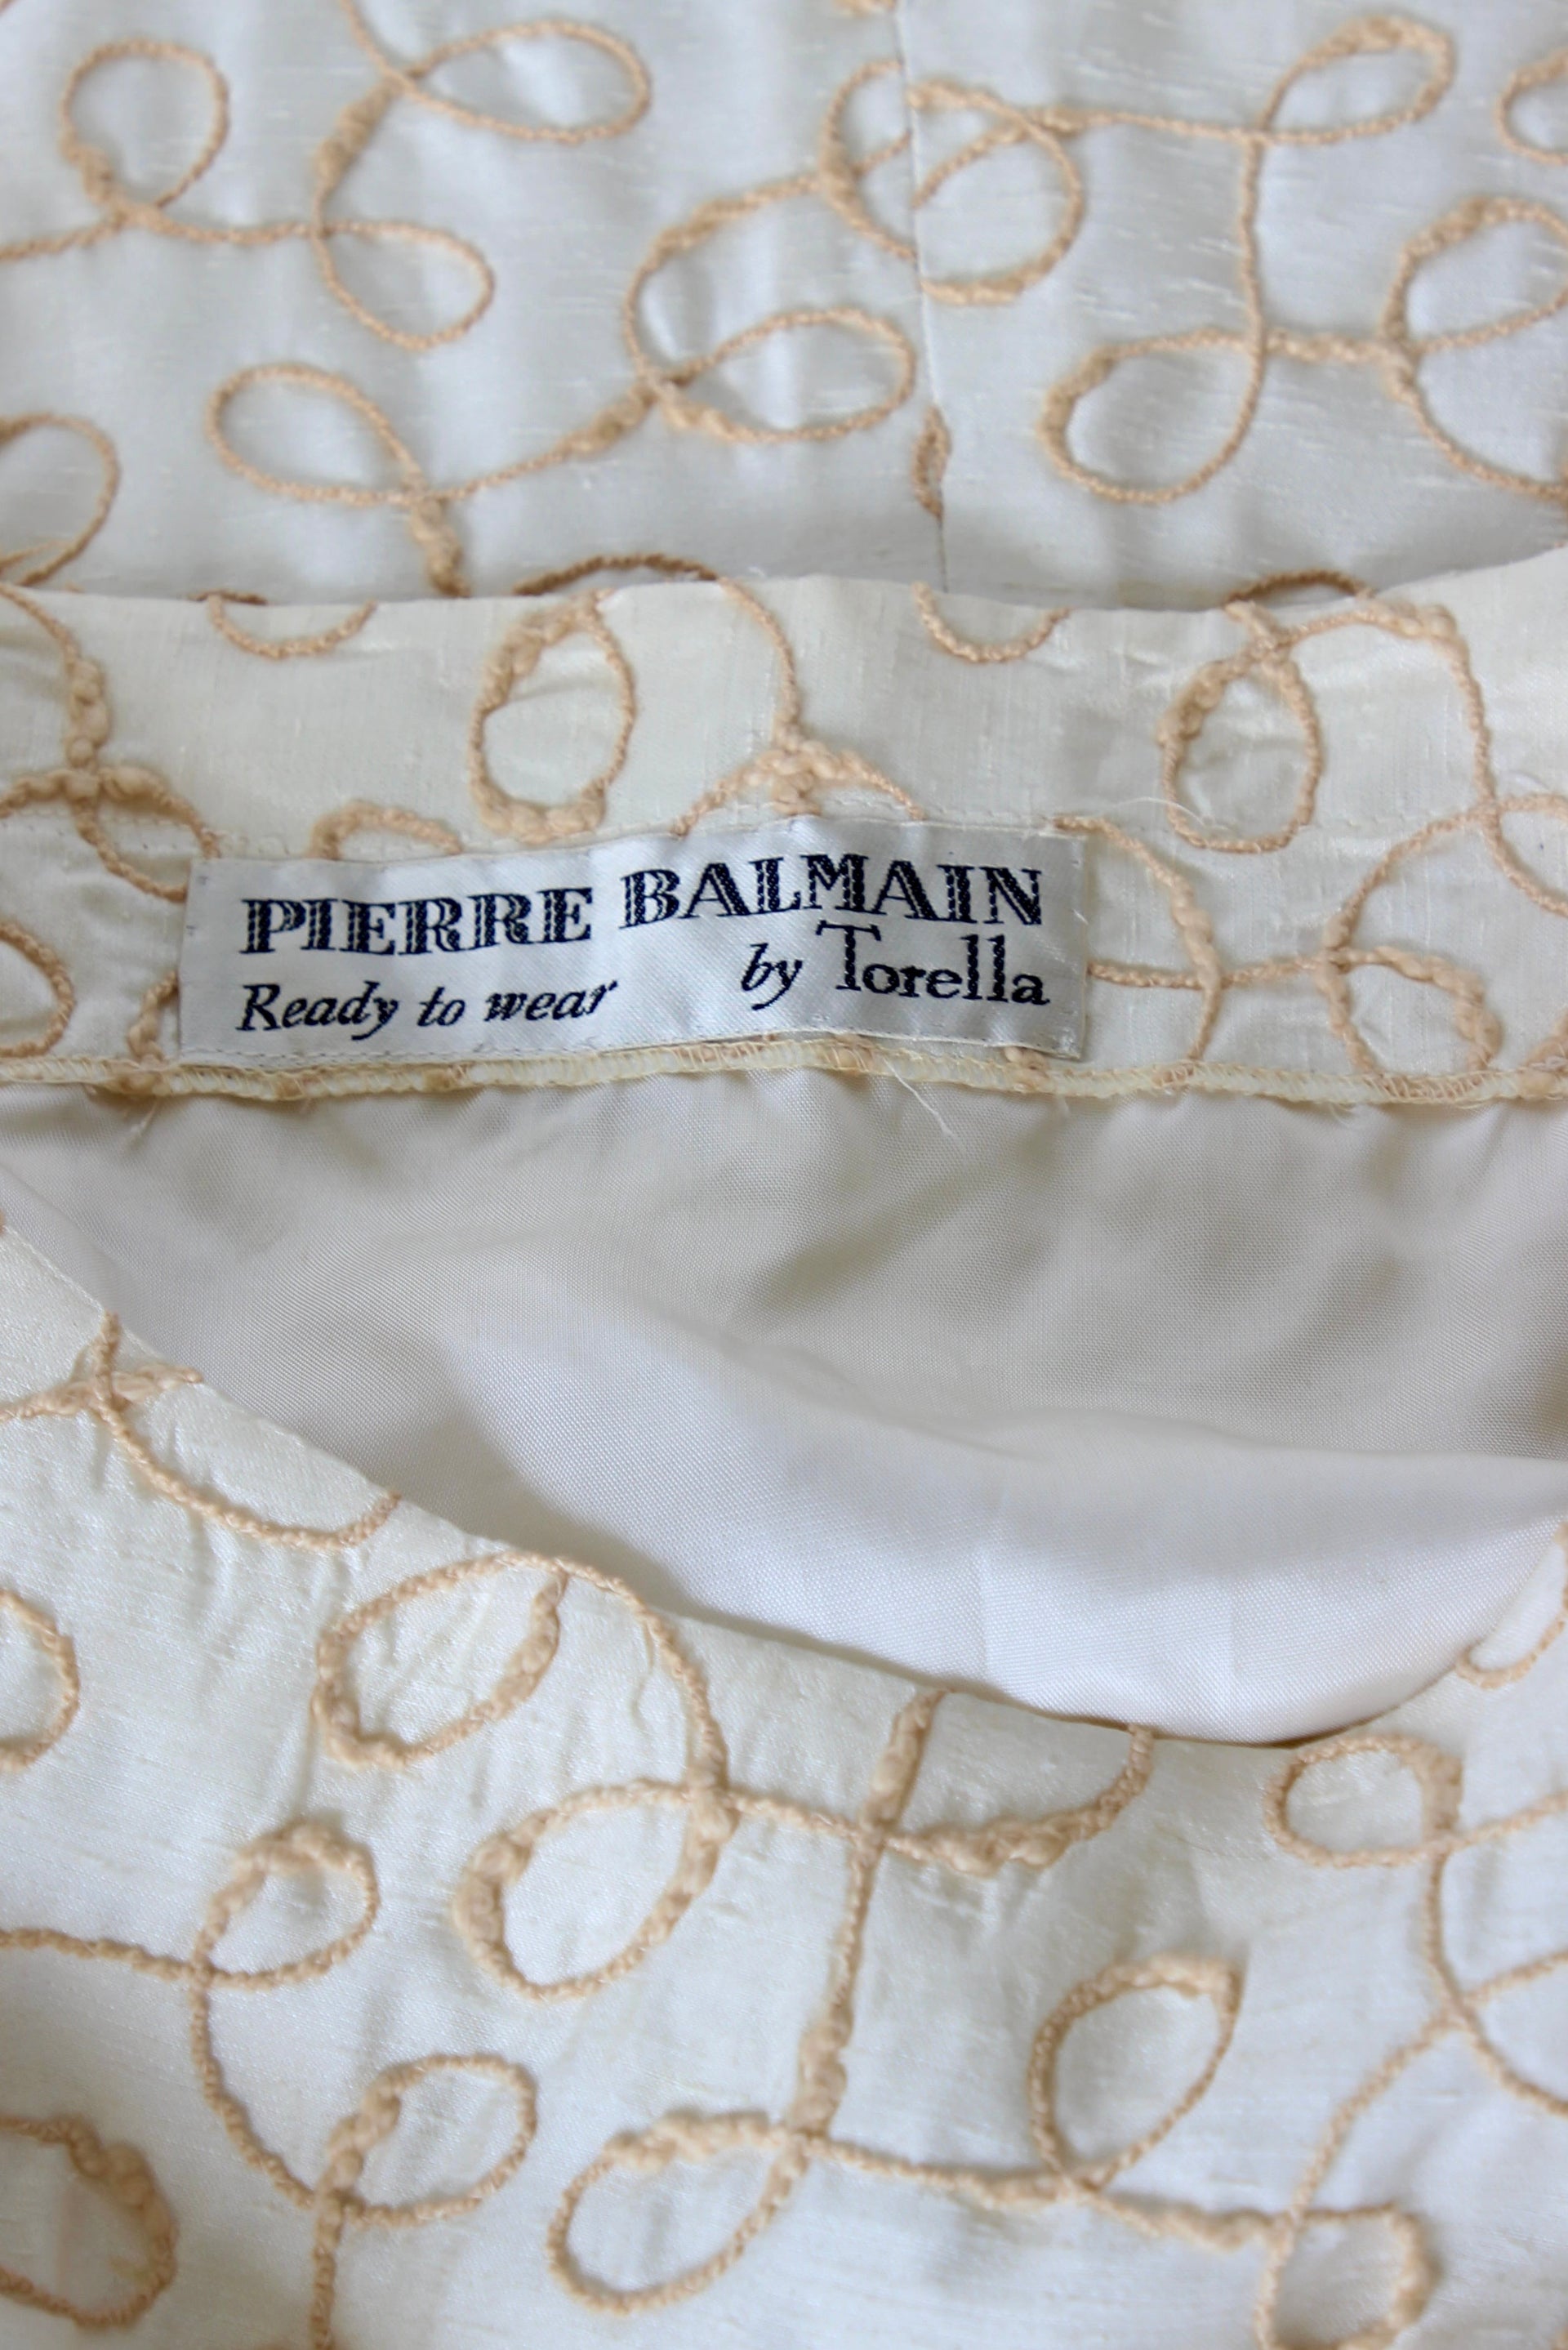 PIERRE BALMAIN
by Torella
Ready to wear